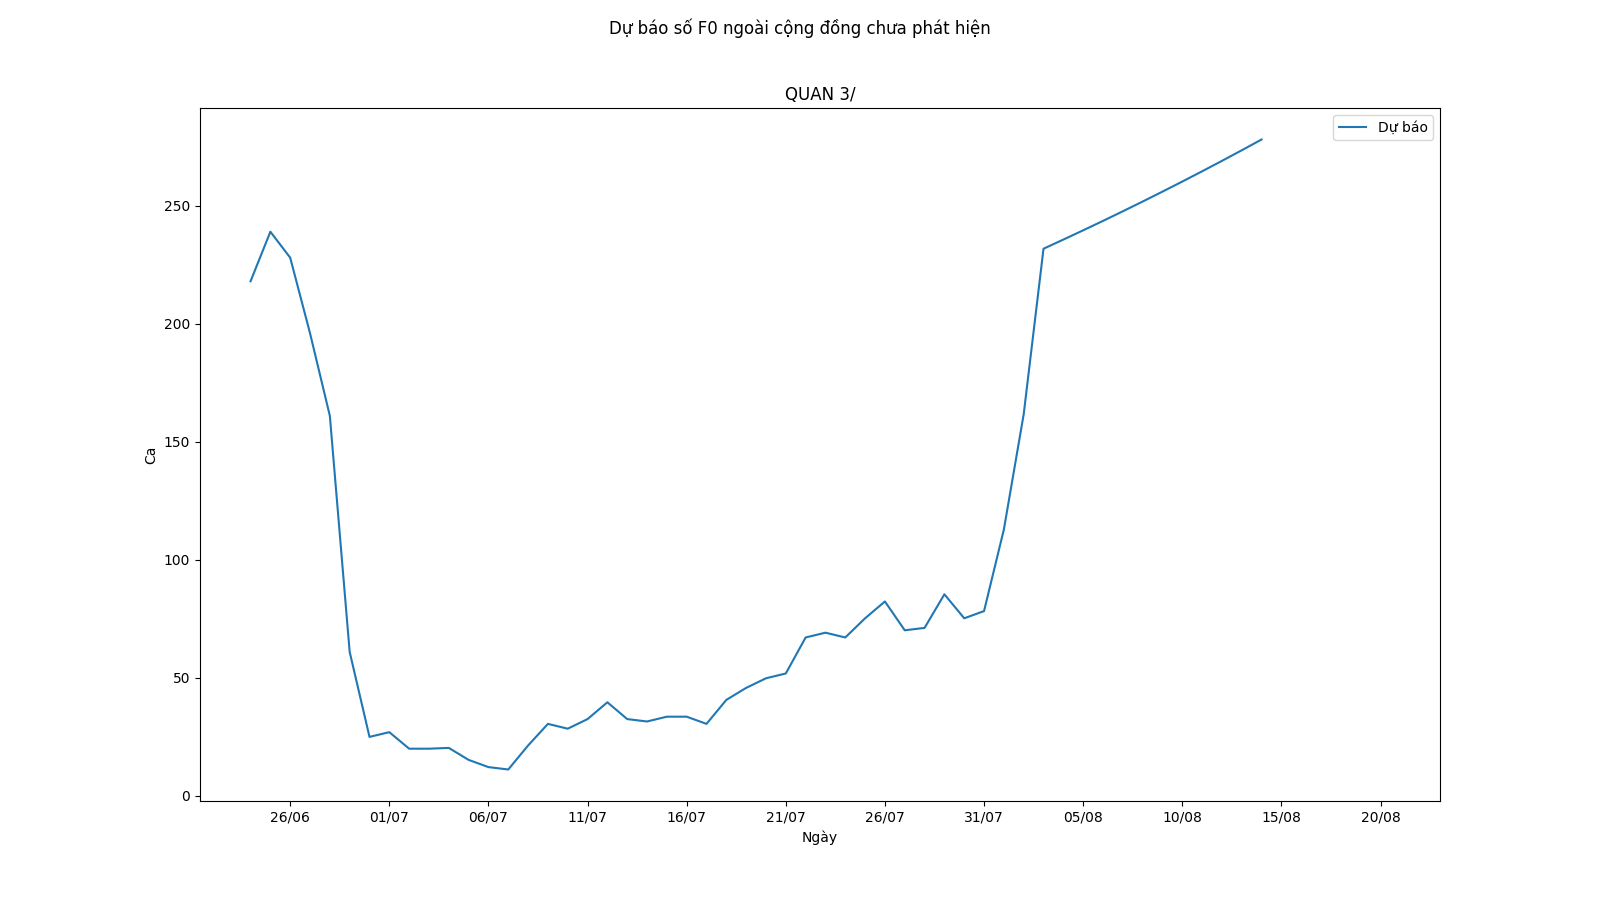 Dự báo số F0 ngoài cộng đồng chưa phát hiện
QUAN 3/
Dự báo
250
200
150
100
50
0
Ca
26/06 01/07 06/07 11/07 16/07 21/07 26/07 31/07 05/08 10/08 15/08 20/08
Ngày